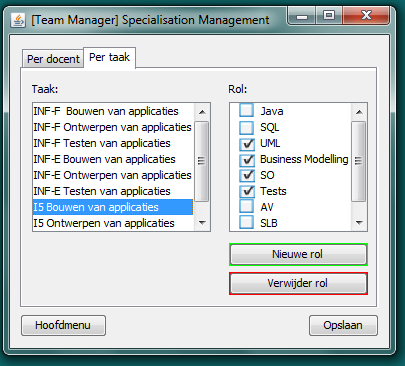 [Team Manager] Specialisation Management
Per docent
Per taak
Taak:
INF-F Bouwen van applicaties
INF-F Ontwerpen van applicaties
INF-F Testen van applicaties
INF-E Bouwen van applicaties
INF-E Ontwerpen van applicaties
INF-E Testen van applicaties
I5 Bouwen van applicaties
I5 Ontwerpen van applicaties
Rol:
Java
SQL
UML
Business Modelling
SO
Tests
AV
SLB
Nieuwe rol
Verwijder rol
Hoofdmenu
Opslaan